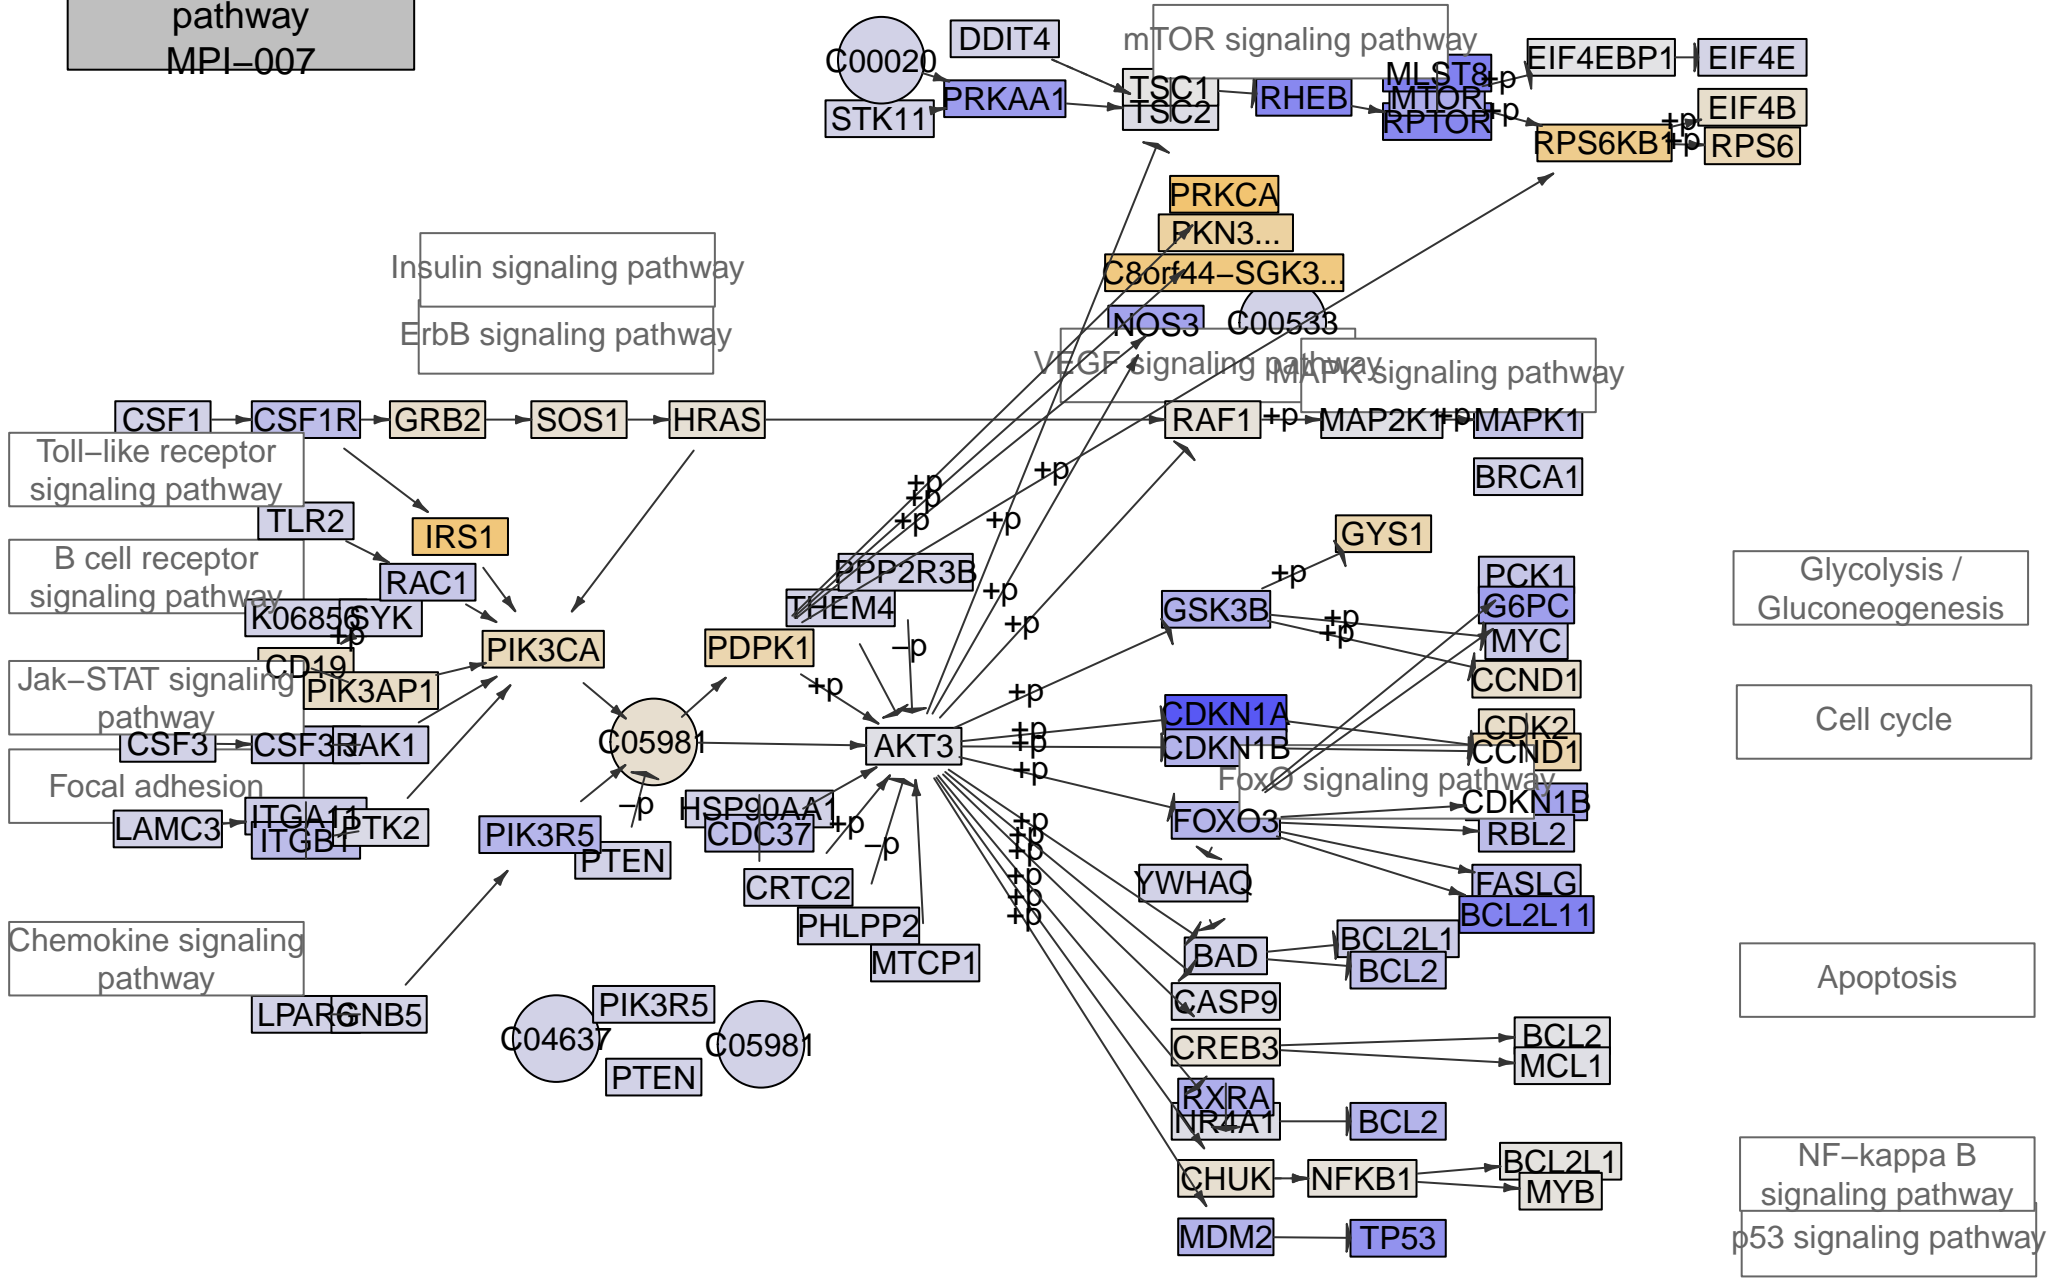 pathway
MPI−007
C00020
DDIT4
STK11
PRKAA1
TSC1
TSC2
mTOR signaling pathway
RHEB
MLST8
MTOR
RPTOR
+p
+p
EIF4EBP1
EIF4E
RPS6KB1
+p
+p
EIF4B
RPS6
PRKCA
PKN3...
C8orf44−SGK3...
NOS3
C00533
Insulin signaling pathway
ErbB signaling pathway
VEGF signaling pathway
MAPK signaling pathway
CSF1
CSF1R
GRB2
SOS1
HRAS
RAF1
+p
MAP2K1
+p
MAPK1
BRCA1
Toll−like receptor
signaling pathway
TLR2
IRS1
B cell receptor
signaling pathway
RAC1
K06856
SYK
+p
CD19
PIK3AP1
PIK3CA
PDPK1
THEM4
PPP2R3B
+p
+p
+p
+p
+p
+p
+p
−p
+p
GYS1
+p
GSK3B
+p
+p
PCK1
G6PC
MYC
CCND1
Glycolysis /
Gluconeogenesis
Jak−STAT signaling
pathway
CSF3
CSF3R
JAK1
C05981
AKT3
+p
+p
+p
+p
CDKN1A
CDKN1B
CDK2
CCND1
Cell cycle
FoxO signaling pathway
Focal adhesion
LAMC3
ITGA11
ITGB1
PTK2
PIK3R5
−p
PTEN
HSP90AA1
CDC37
+p
−p
CRTC2
PHLPP2
MTCP1
+p
+p
+p
+p
+p
+p
FOXO3
CDKN1B
RBL2
FASLG
BCL2L11
YWHAQ
BAD
BCL2L1
BCL2
Apoptosis
CASP9
Chemokine signaling
pathway
LPAR6
GNB5
C04637
PIK3R5
PTEN
C05981
CREB3
BCL2
MCL1
RXRA
NR4A1
BCL2
CHUK
NFKB1
BCL2L1
MYB
NF−kappa B
signaling pathway
MDM2
TP53
p53 signaling pathway